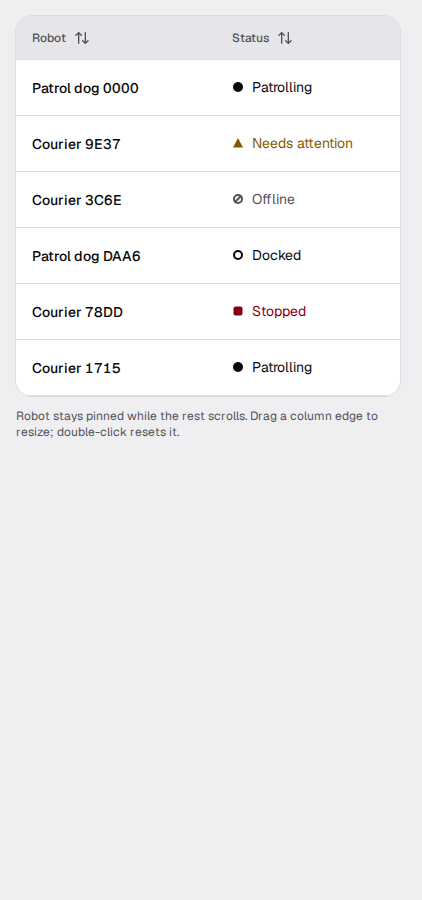 Robot Status
Patrol dog 0000 Patrolling
Courier 9E37 Needs attention
Courier 3C6E Offline
Patrol dog DAA6 Docked
Courier 78DD Stopped
Courier 1715 Patrolling
Robot stays pinned while the rest scrolls. Drag a column edge to
resize; double-click resets it.